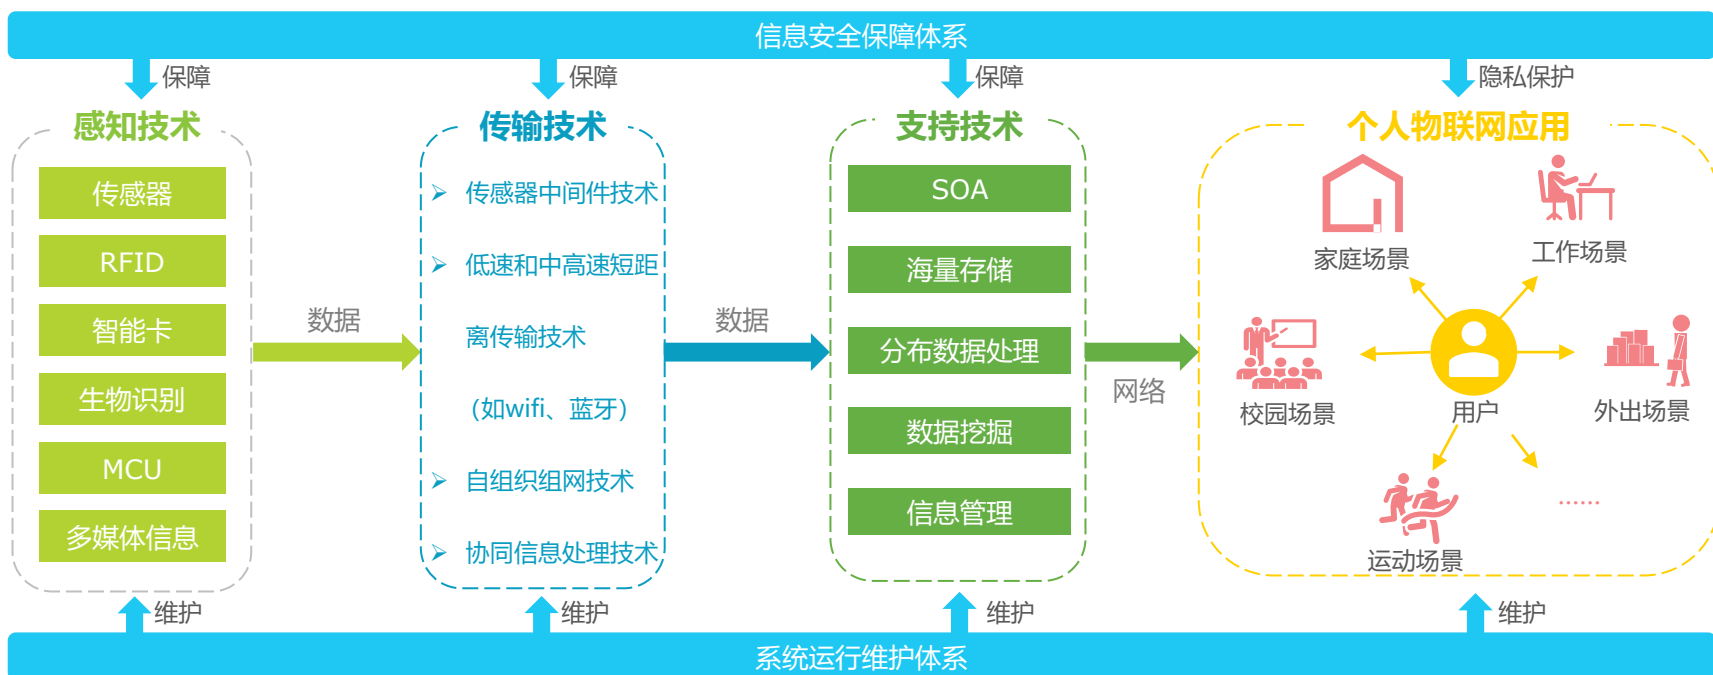 信息安全保障体系
保障
保障
保障
隐私保护
感知技术
传感器
RFID
智能卡
生物识别
MCU
多媒体信息
数据
传输技术
➢ 传感器中间件技术
➢ 低速和中高速短距
离传输技术
（如wifi、蓝牙）
➢ 自组织组网技术
➢ 协同信息处理技术
数据
支持技术
SOA
海量存储
分布数据处理
数据挖掘
信息管理
网络
个人物联网应用
家庭场景
工作场景
校园场景
用户
外出场景
运动场景
......
维护
维护
维护
维护
系统运行维护体系